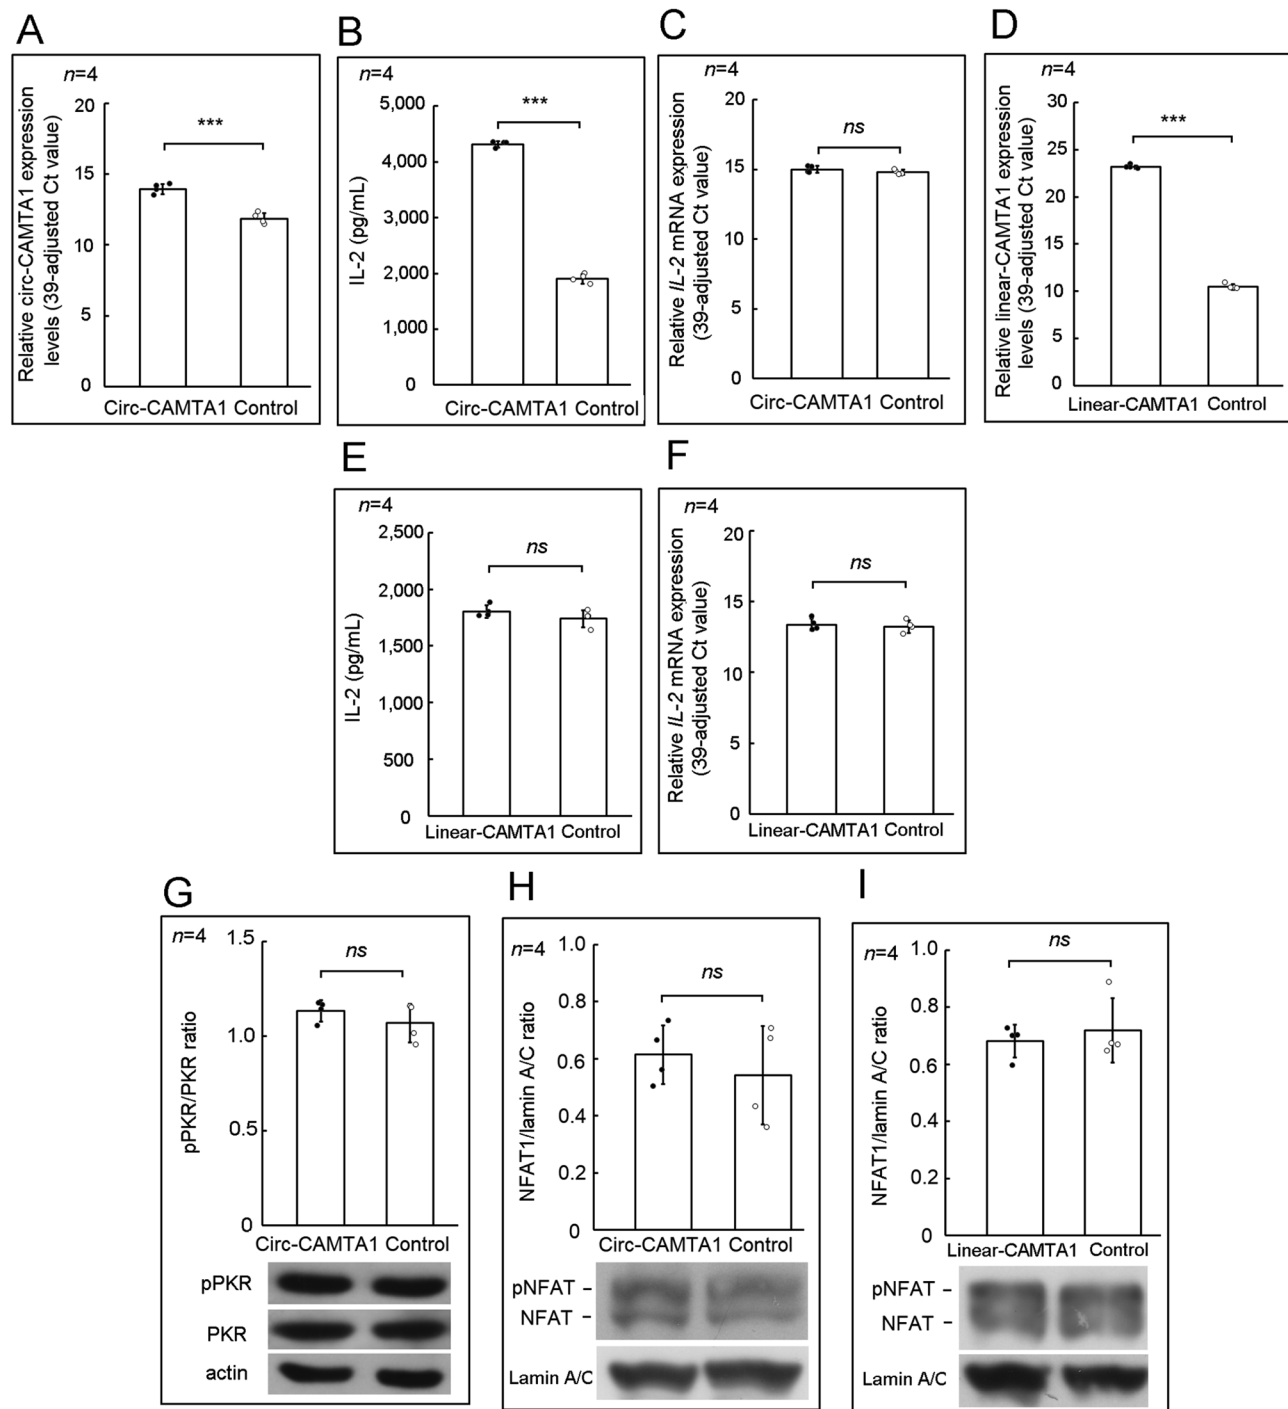 A
n=4
Relative circ-CAMTA1 expression
levels (39-adjusted Ct value)
20
15
10
5
0
***
Circ-CAMTA1 Control
B
n=4
IL-2 (pg/mL)
5,000
4,000
3,000
2,000
1,000
0
***
Circ-CAMTA1 Control
C
n=4
Relative IL-2 mRNA expression
(39-adjusted Ct value)
20
15
10
5
0
ns
Circ-CAMTA1 Control
D
n=4
Relative linear-CAMTA1 expression
levels (39-adjusted Ct value)
30
25
20
15
10
5
0
***
Linear-CAMTA1 Control
E
n=4
IL-2 (pg/mL)
2,500
2,000
1,500
1,000
500
0
ns
Linear-CAMTA1 Control
F
n=4
Relative IL-2 mRNA expression
(39-adjusted Ct value)
20
15
10
5
0
ns
Linear-CAMTA1 Control
G
n=4
pPKR/PKR ratio
1.5
1.0
0.5
0
ns
Circ-CAMTA1 Control
pPKR
PKR
actin
H
n=4
NFAT1/lamin A/C ratio
1.0
0.8
0.6
0.4
0.2
0
ns
Circ-CAMTA1 Control
pNFAT -
NFAT -
Lamin A/C
I
n=4
NFAT1/lamin A/C ratio
1.0
0.8
0.6
0.4
0.2
0
ns
Linear-CAMTA1 Control
pNFAT -
NFAT -
Lamin A/C